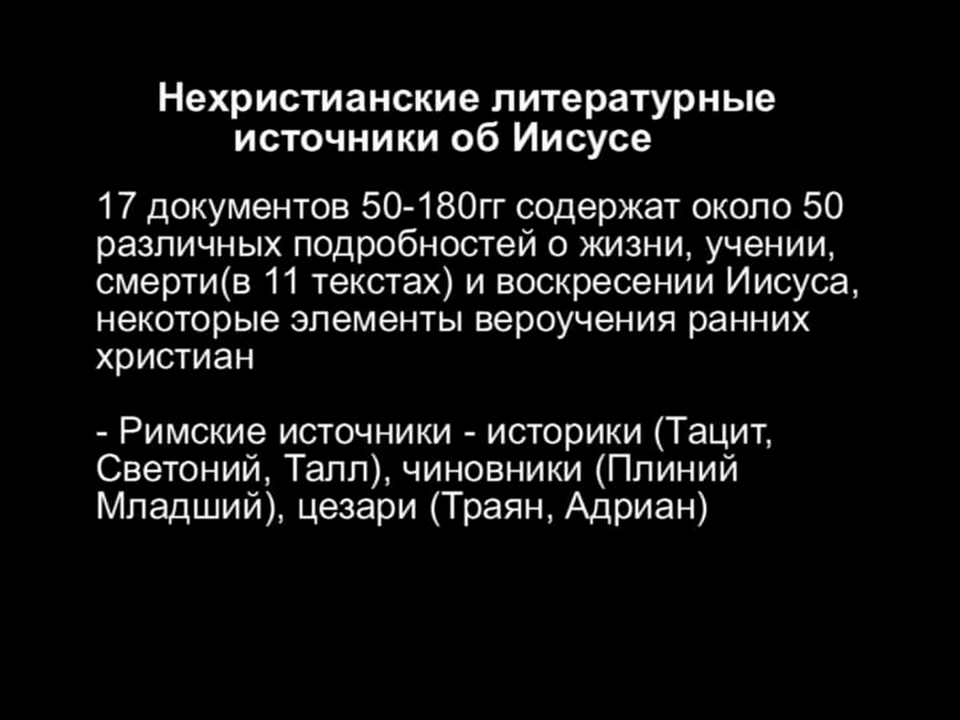 Нехристианские литературные
источники об Иисусе
17 документов 50-180гг содержат около 50
различных подробностей о жизни, учении,
смерти(в 11 текстах) и воскресении Иисуса,
некоторые элементы вероучения ранних
христиан
- Римские источники - историки (Тацит,
Светоний, Талл), чиновники (Плиний
Младший), цезари (Траян, Адриан)